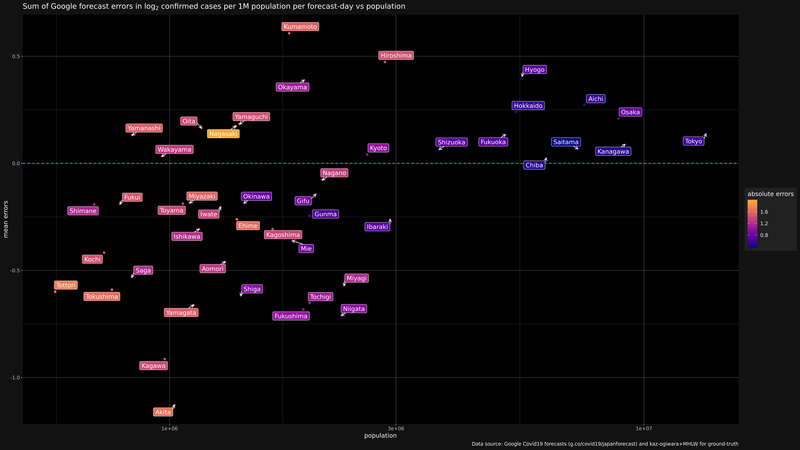 Sum of Google forecast errors in log2 confirmed cases per 1M population per forecast-day vs population
Kumamoto
Hiroshima
0.5
Hyogo
Okayama
Aichi
Hokkaido
Osaka
Yamaguchi
Oita
Yamanashi
Nagasaki
Shizuoka
Fukuoka
Saitama
Tokyo
Wakayama
Kyoto
Kanagawa
0.0
Chiba
Nagano
Fukui
Miyazaki
Okinawa
Gifu
Shimane
Toyama
Iwate
Gunma
Ehime
Ibaraki
Ishikawa
Kagoshima
Mie
Kochi
Saga
Aomori
-0.5
Miyagi
Tottori
Tokushima
Shiga
Tochigi
Yamagata
Fukushima
Niigata
Kagawa
-1.0
Akita
mean errors
1e+06
3e+06
1e+07
population
absolute errors
1.6
1.2
0.8
Data source: Google Covid19 forecasts (g.co/covid19/japanforecast) and kaz-ogiwara+MHLW for ground-truth